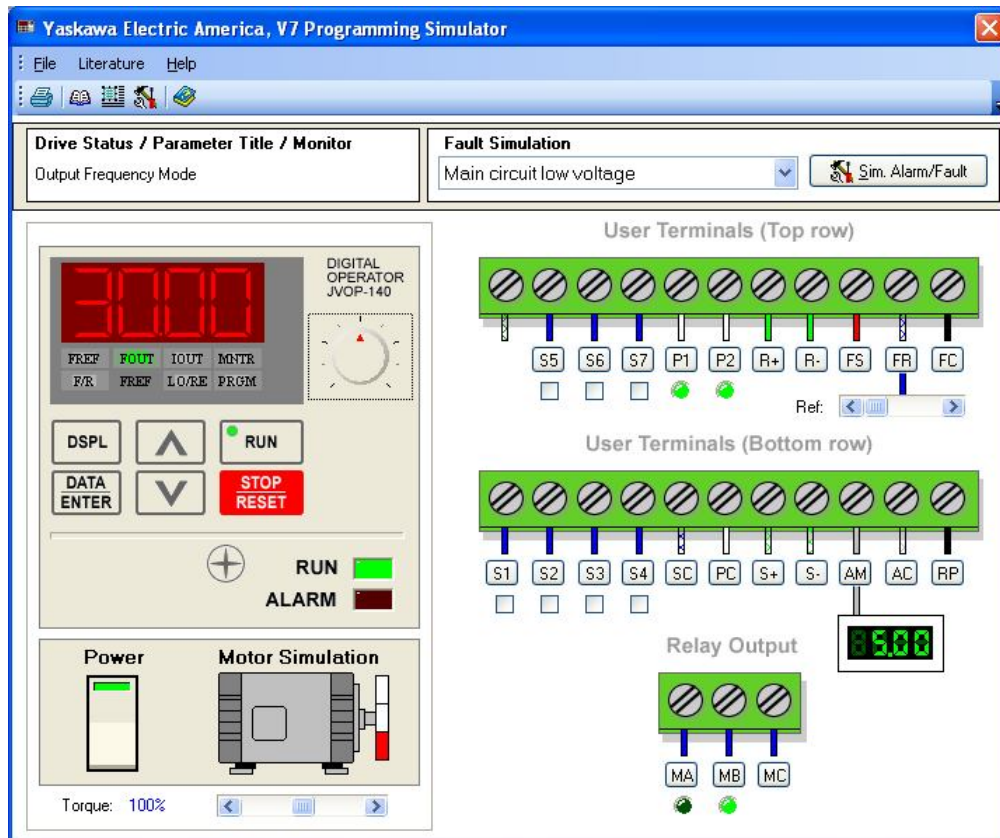 Yaskawa Electric America, V7 Programming Simulator
File Literature Help
Drive Status / Parameter Title / Monitor
Output Frequency Mode
Fault Simulation
Main circuit low voltage
Sim. Alarm/Fault
30.00
DIGITAL
OPERATOR
JVOP-140
FREF FOUT IOUT MNTR
F/R FREF LO/RE PRGM
DSPL
RUN
DATA
ENTER
STOP
RESET
RUN
ALARM
Power
Motor Simulation
Torque: 100%
User Terminals (Top row)
S5 S6 S7 P1 P2 R+ R- FS FR FC
Ref:
User Terminals (Bottom row)
S1 S2 S3 S4 SC PC S+ S- AM AC RP
5.00
Relay Output
MA MB MC